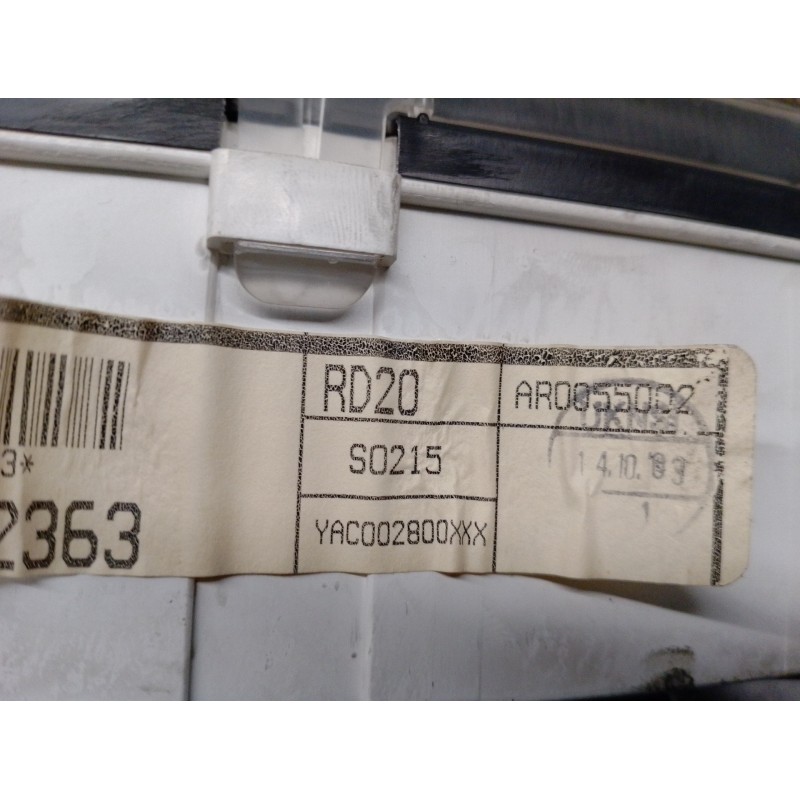 RD20
AR0055002
S0215
14.10.99
3*
2363
YAC002800XXX
1